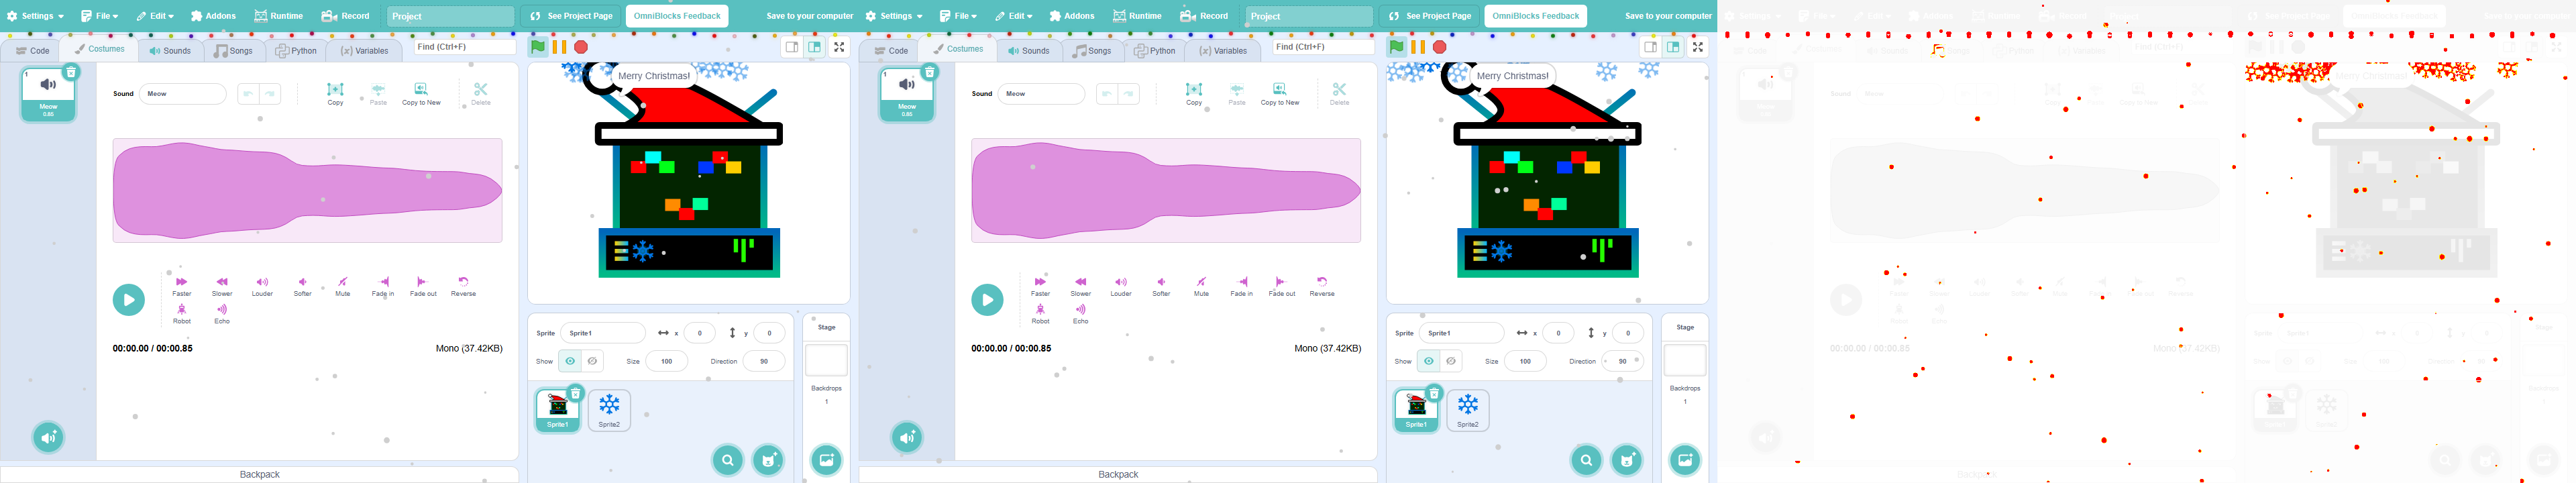 Settings File Edit Addons Runtime Record Project See Project Page OmniBlocks Feedback Save to your computer
Code Costumes Sounds Songs Python (x) Variables Find (Ctrl+F)
1
Meow
0.85
Sound Meow
Copy Paste Copy to New Delete
Merry Christmas!
Faster Slower Louder Softer Mute Fade in Fade out Reverse
Robot Echo
00:00.00 / 00:00.85 Mono (37.42KB)
Sprite Sprite1 x 0 y 0
Show Size 100 Direction 90
Stage
Backdrops
1
Sprite1 Sprite2
Backpack
Settings File Edit Addons Runtime Record Project See Project Page OmniBlocks Feedback Save to your computer
Code Costumes Sounds Songs Python (x) Variables Find (Ctrl+F)
1
Meow
0.85
Sound Meow
Copy Paste Copy to New Delete
Merry Christmas!
Faster Slower Louder Softer Mute Fade in Fade out Reverse
Robot Echo
00:00.00 / 00:00.85 Mono (37.42KB)
Sprite Sprite1 x 0 y 0
Show Size 100 Direction 90
Stage
Backdrops
1
Sprite1 Sprite2
Backpack